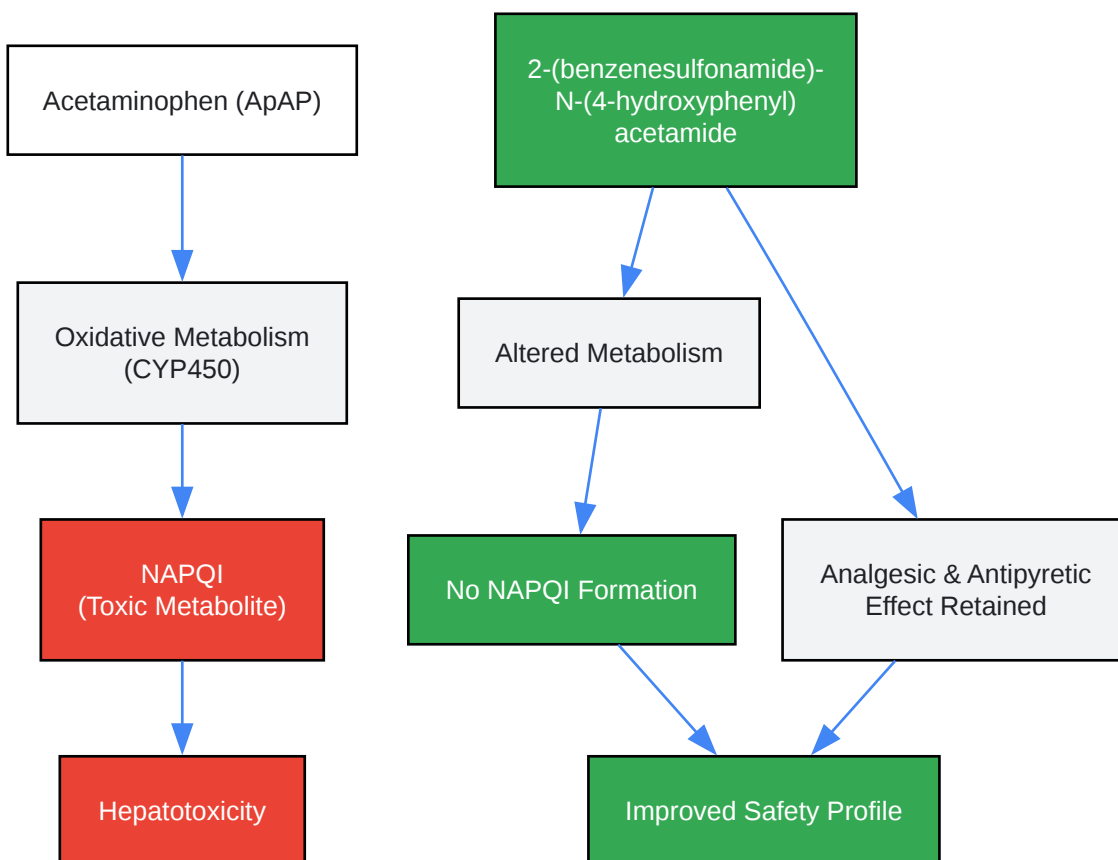 Acetaminophen (ApAP)
Oxidative Metabolism
(CYP450)
NAPQI
(Toxic Metabolite)
Hepatotoxicity
2-(benzenesulfonamide)-
N-(4-hydroxyphenyl)
acetamide
Altered Metabolism
No NAPQI Formation
Analgesic & Antipyretic
Effect Retained
Improved Safety Profile